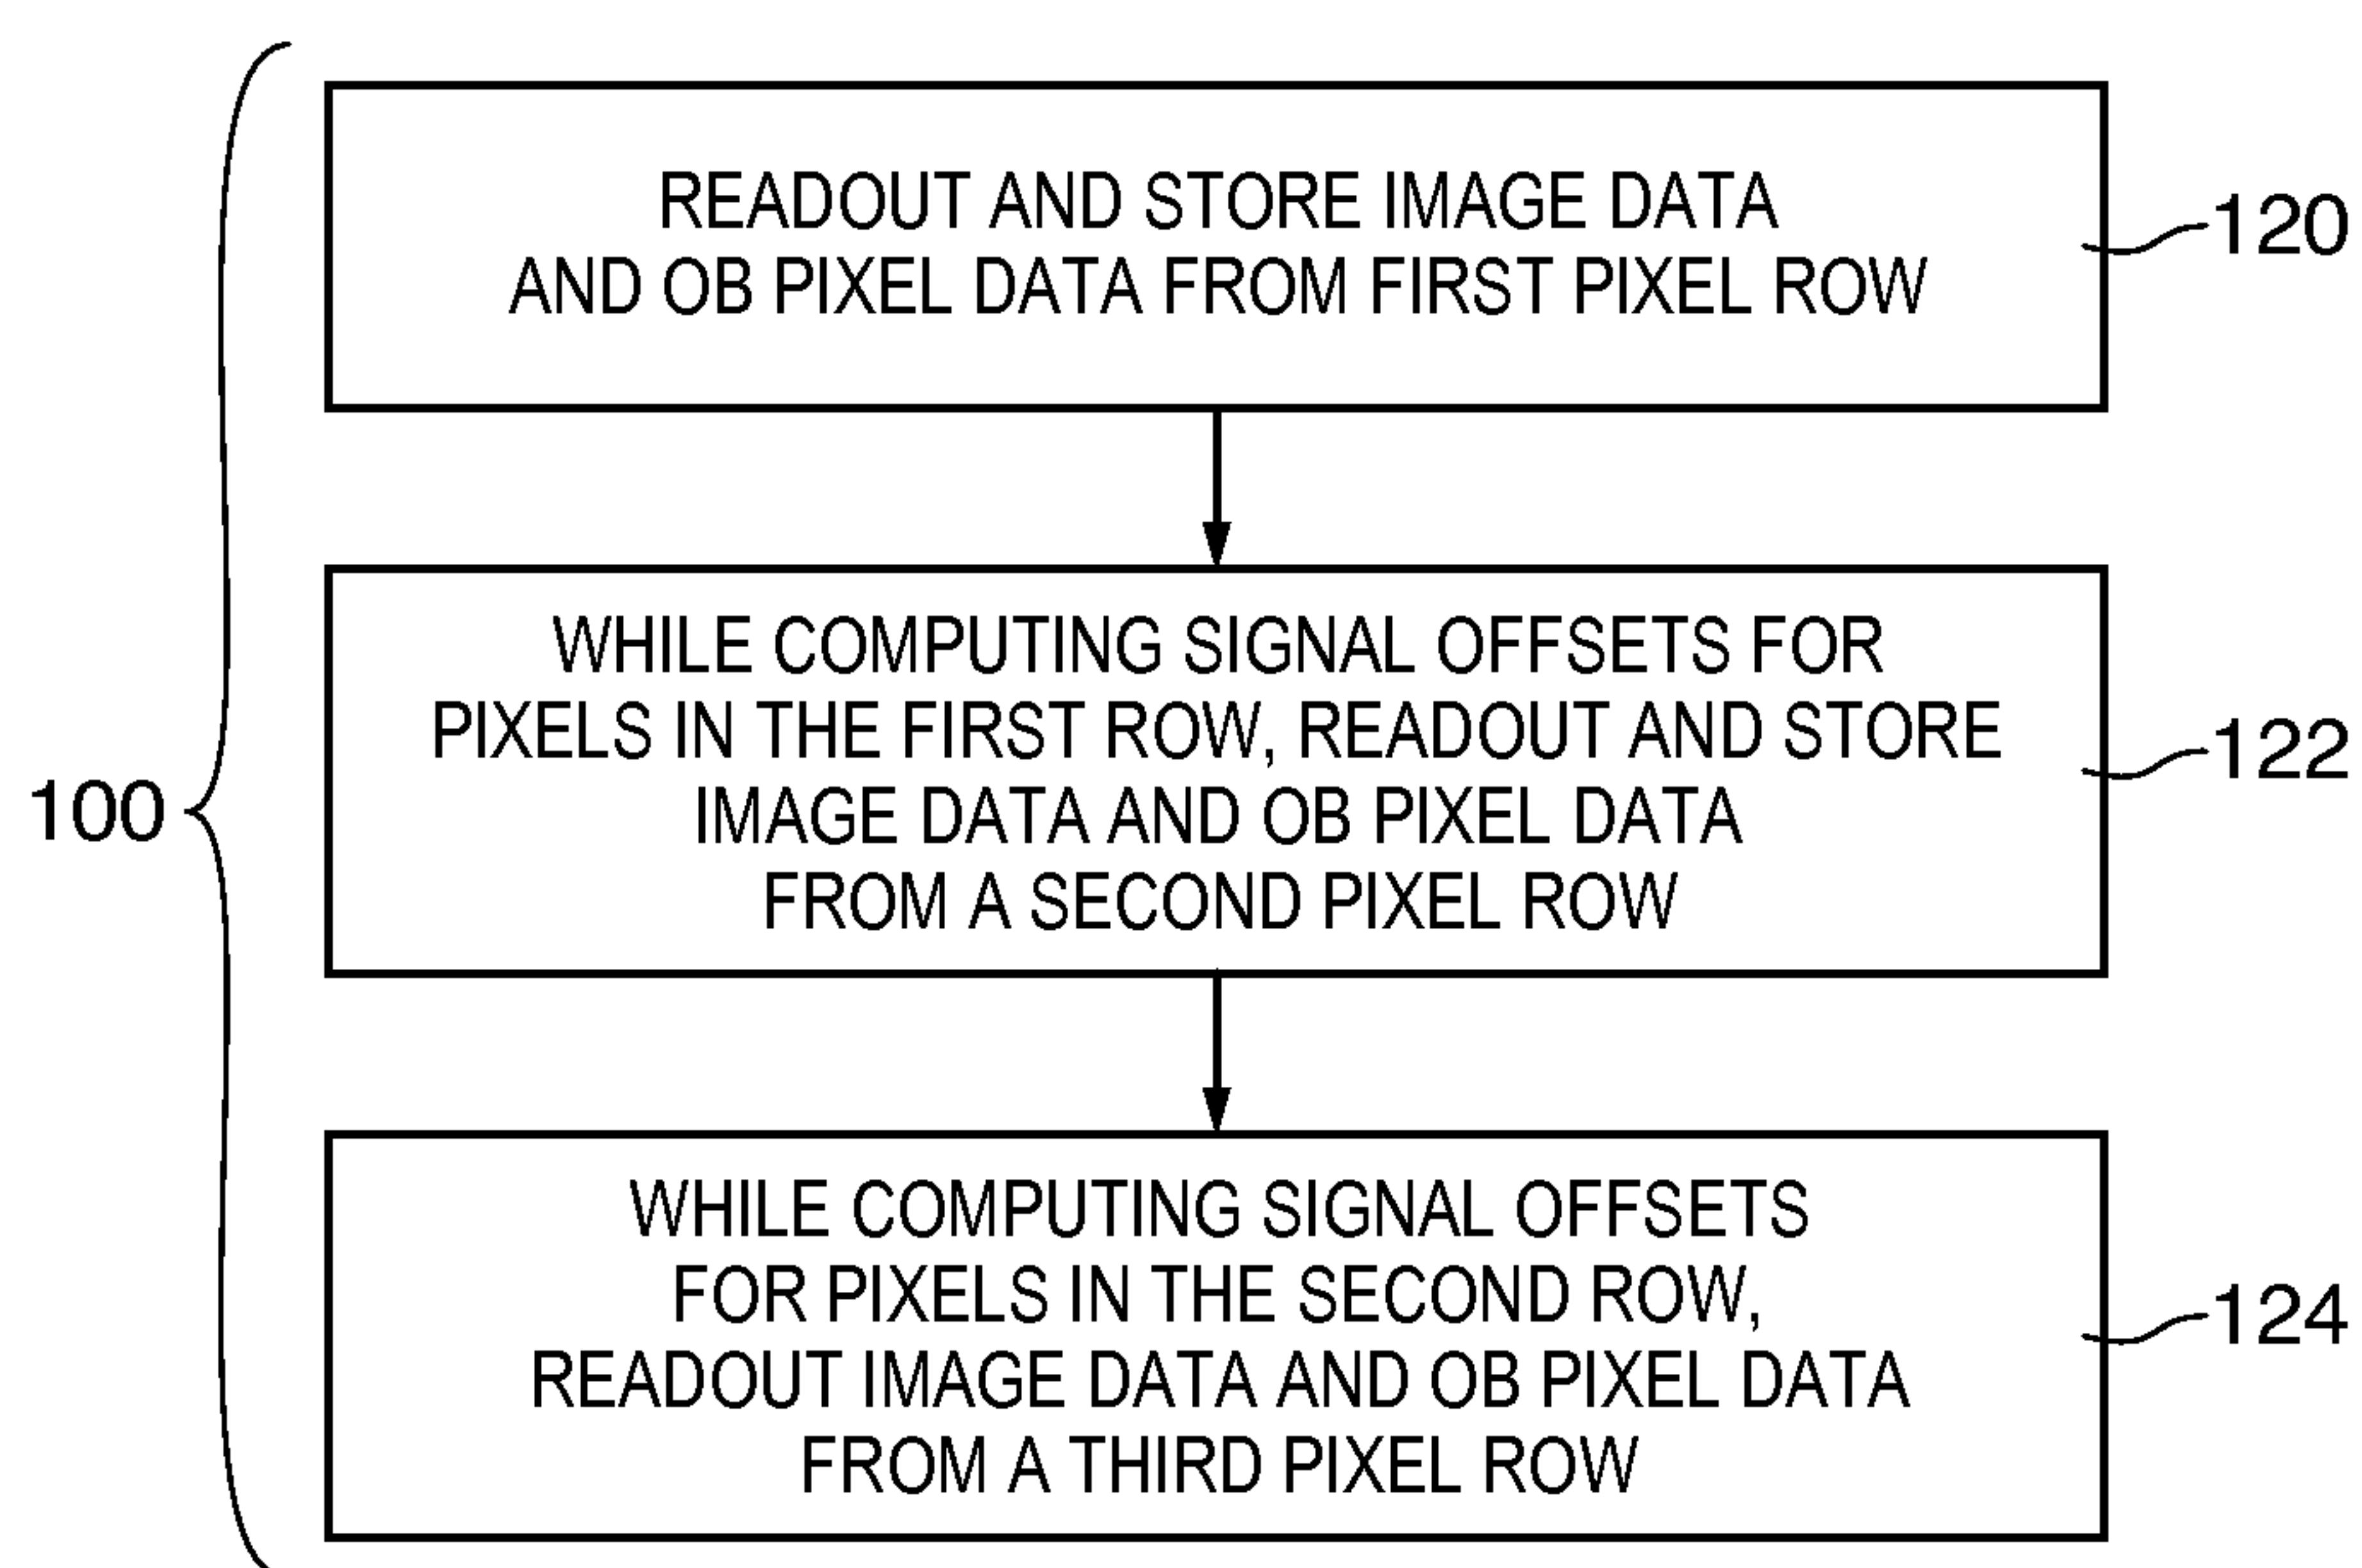 READOUT AND STORE IMAGE DATA
AND OB PIXEL DATA FROM FIRST PIXEL ROW
120
WHILE COMPUTING SIGNAL OFFSETS FOR
PIXELS IN THE FIRST ROW, READOUT AND STORE
IMAGE DATA AND OB PIXEL DATA
FROM A SECOND PIXEL ROW
122
100
WHILE COMPUTING SIGNAL OFFSETS
FOR PIXELS IN THE SECOND ROW,
READOUT IMAGE DATA AND OB PIXEL DATA
FROM A THIRD PIXEL ROW
124